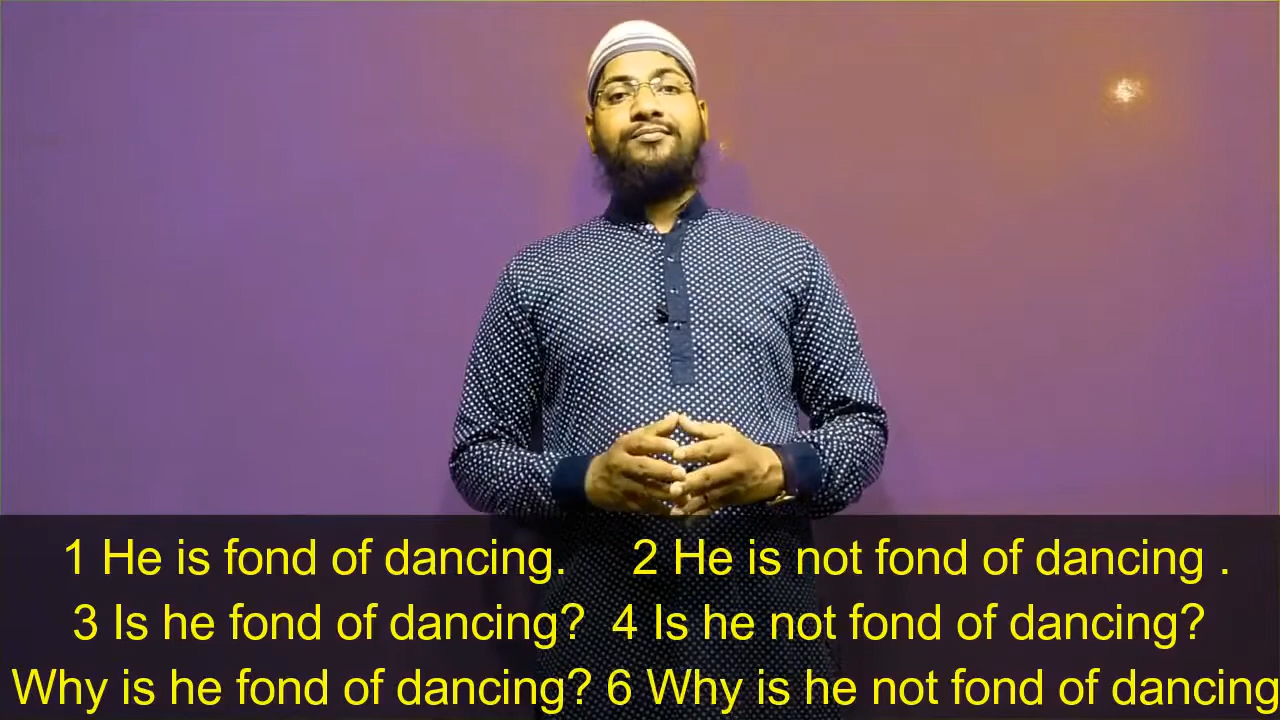 1 He is fond of dancing. 2 He is not fond of dancing .
3 Is he fond of dancing? 4 Is he not fond of dancing?
Why is he fond of dancing? 6 Why is he not fond of dancing